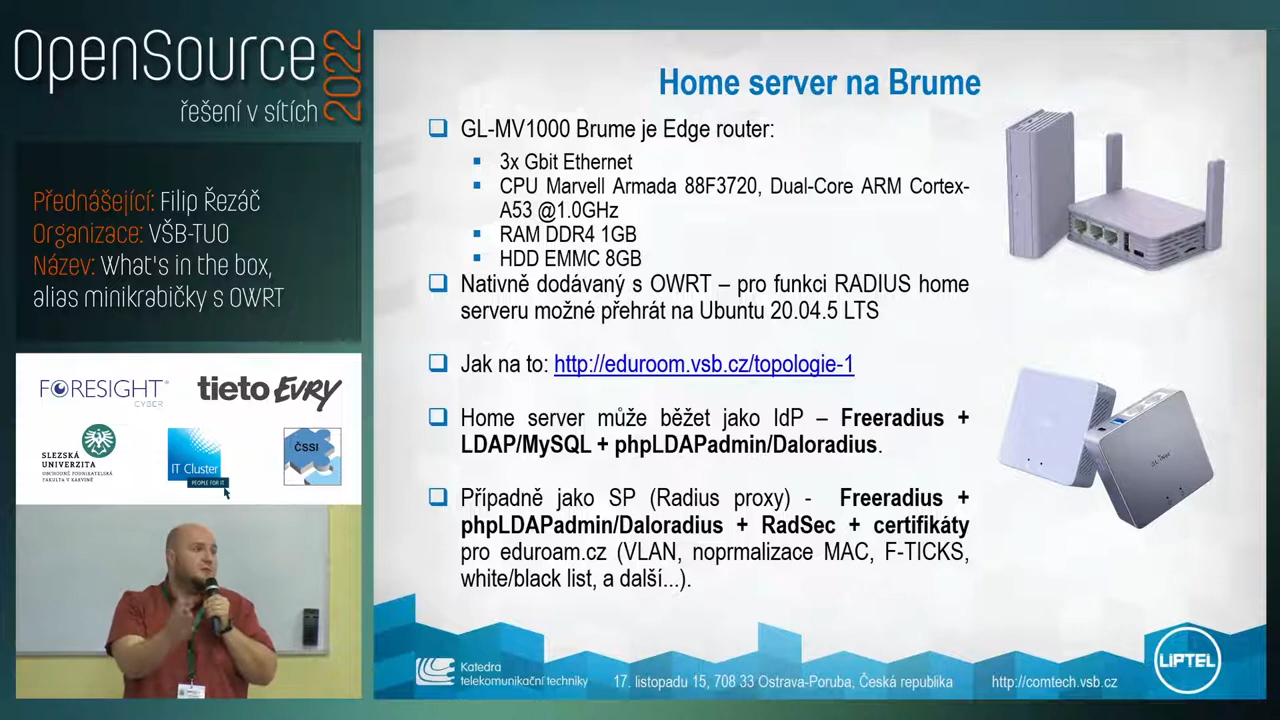 OpenSource
2022
řešení v sítích
Přednášející: Filip Řezáč
Organizace: VŠB-TUO
Název: What's in the box,
alias minikrabičky s OWRT
FORESIGHT
CYBER
tieto EVRY
SLEZSKÁ
UNIVERZITA
OBCHODNĚ PODNIKATELSKÁ
FAKULTA V KARVINÉ
IT Cluster
PEOPLE FOR IT
ČSSI
Home server na Brume
GL-MV1000 Brume je Edge router:
3x Gbit Ethernet
CPU Marvell Armada 88F3720, Dual-Core ARM Cortex-
A53 @1.0GHz
RAM DDR4 1GB
HDD EMMC 8GB
Nativně dodávaný s OWRT – pro funkci RADIUS home
serveru možné přehrát na Ubuntu 20.04.5 LTS
Jak na to: http://eduroom.vsb.cz/topologie-1
Home server může běžet jako IdP – Freeradius +
LDAP/MySQL + phpLDAPadmin/Daloradius.
Případně jako SP (Radius proxy) - Freeradius +
phpLDAPadmin/Daloradius + RadSec + certifikáty
pro eduroam.cz (VLAN, noprmalizace MAC, F-TICKS,
white/black list, a další...).
GL.iNet
Katedra
telekomunikační techniky
17. listopadu 15, 708 33 Ostrava-Poruba, Česká republika
http://comtech.vsb.cz
LIPTEL